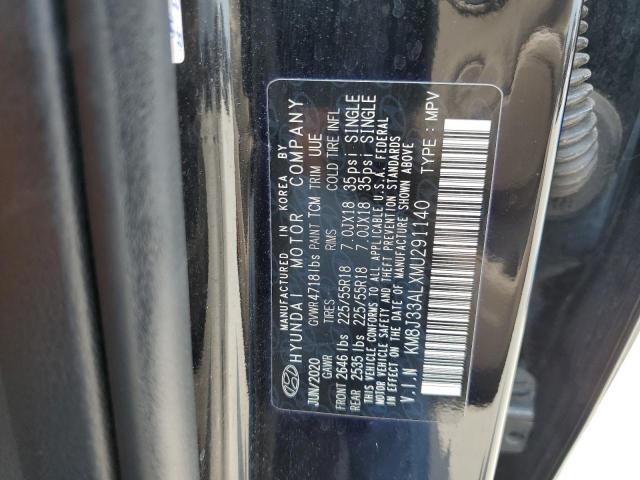 MANUFACTURED IN KOREA BY
HYUNDAI MOTOR COMPANY
JUN/2020 GVWR 4718lbs PAINT TCM TRIM UUE
GAWR TIRES RIMS COLD TIRE INFL
FRONT 2646 lbs 225/55R18 7.0JX18 35psi SINGLE
REAR 2535 lbs 225/55R18 7.0JX18 35psi SINGLE
THIS VEHICLE CONFORMS TO ALL APPLICABLE U.S.A. FEDERAL
MOTOR VEHICLE SAFETY AND THEFT PREVENTION STANDARDS
IN EFFECT ON THE DATE OF MANUFACTURE SHOWN ABOVE
V.I.N KM8J33ALXMU291140 TYPE : MPV